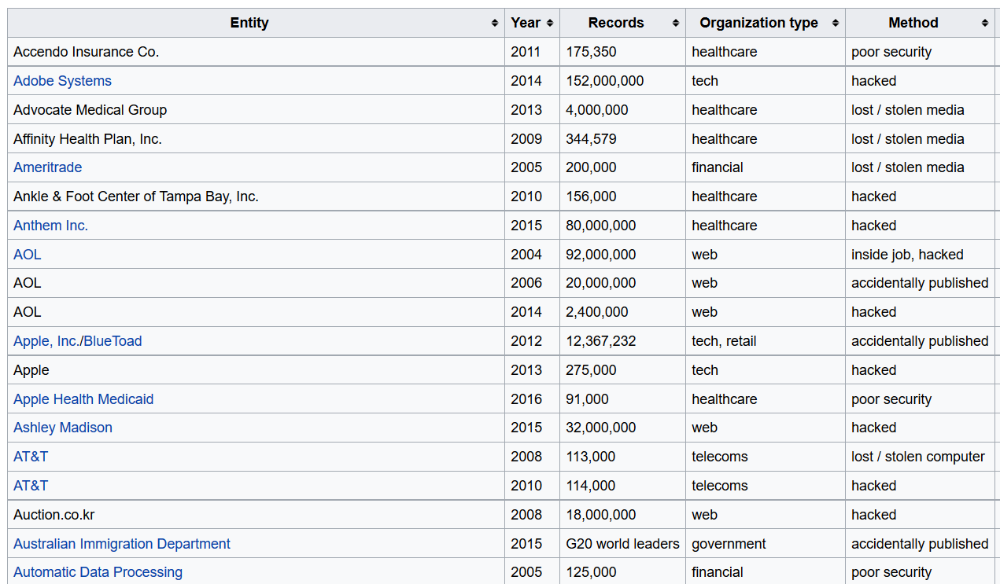 Entity Year Records Organization type Method
Accendo Insurance Co. 2011 175,350 healthcare poor security
Adobe Systems 2014 152,000,000 tech hacked
Advocate Medical Group 2013 4,000,000 healthcare lost / stolen media
Affinity Health Plan, Inc. 2009 344,579 healthcare lost / stolen media
Ameritrade 2005 200,000 financial lost / stolen media
Ankle & Foot Center of Tampa Bay, Inc. 2010 156,000 healthcare hacked
Anthem Inc. 2015 80,000,000 healthcare hacked
AOL 2004 92,000,000 web inside job, hacked
AOL 2006 20,000,000 web accidentally published
AOL 2014 2,400,000 web hacked
Apple, Inc./BlueToad 2012 12,367,232 tech, retail accidentally published
Apple 2013 275,000 tech hacked
Apple Health Medicaid 2016 91,000 healthcare poor security
Ashley Madison 2015 32,000,000 web hacked
AT&T 2008 113,000 telecoms lost / stolen computer
AT&T 2010 114,000 telecoms hacked
Auction.co.kr 2008 18,000,000 web hacked
Australian Immigration Department 2015 G20 world leaders government accidentally published
Automatic Data Processing 2005 125,000 financial poor security